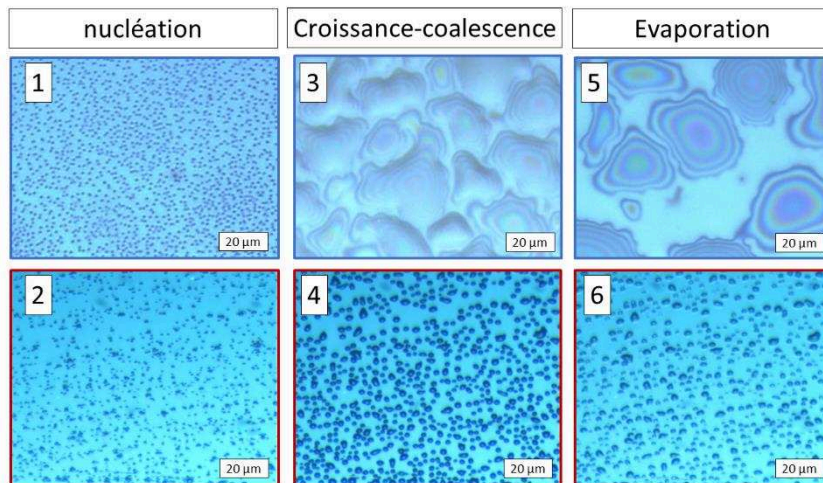 nucléation
Croissance-coalescence
Evaporation
1
3
5
20 µm
20 µm
20 µm
2
4
6
20 µm
20 µm
20 µm